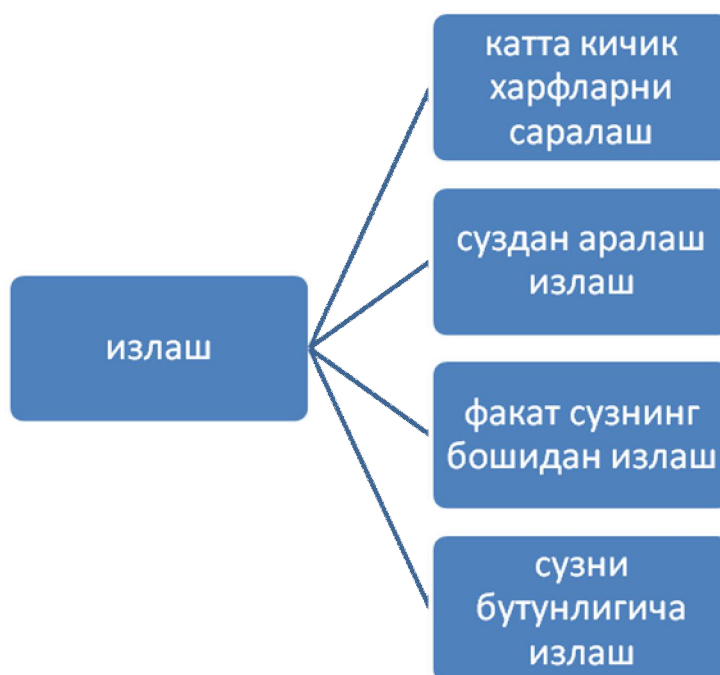 излаш
катта кичик
харфларни
саралаш
суздан аралаш
излаш
факат сузнинг
бошидан излаш
сузни
бутунлигича
излаш